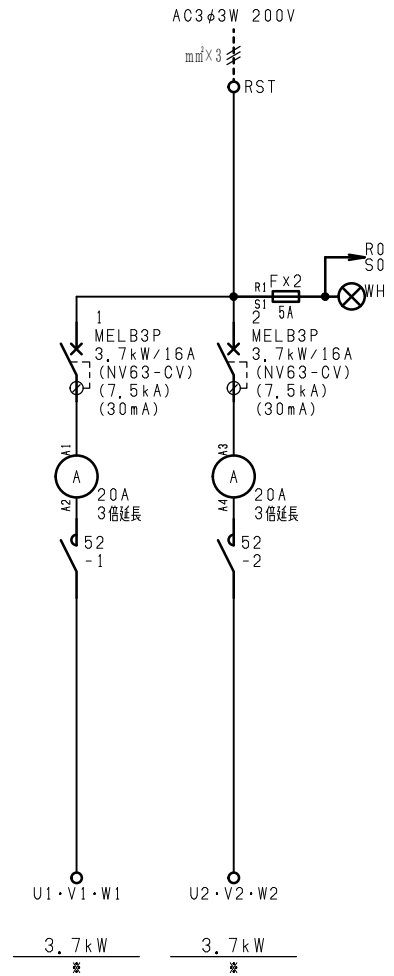 AC3φ3W 200V
mm²×3
RST
R0
S0
R1
S1
F×2
5A
WH
1
MELB3P
3.7kW/16A
(NV63-CV)
(7.5kA)
(30mA)
2
MELB3P
3.7kW/16A
(NV63-CV)
(7.5kA)
(30mA)
A1
A
A2
20A
3倍延長
A3
A
A4
20A
3倍延長
52
-1
52
-2
U1・V1・W1
U2・V2・W2
3.7kW
※
3.7kW
※